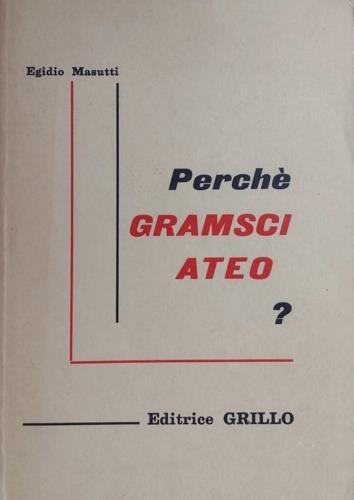 Egidio Masutti
Perchè
GRAMSCI
ATEO
?
Editrice GRILLO